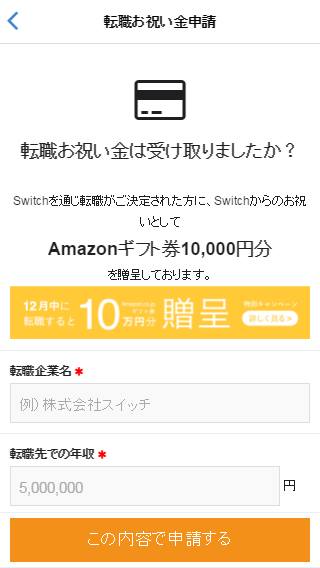 転職お祝い金申請
転職お祝い金は受け取りましたか？
Switchを通じ転職がご決定された方に、Switchからのお祝
いとして
Amazonギフト券10,000円分
を贈呈しております。
12月中に
転職すると
10
Amazon.co.jp
ギフト券
万円分
贈呈
特別キャンペーン
詳しく見る >
転職企業名 *
例) 株式会社スイッチ
転職先での年収 *
5,000,000
円
この内容で申請する